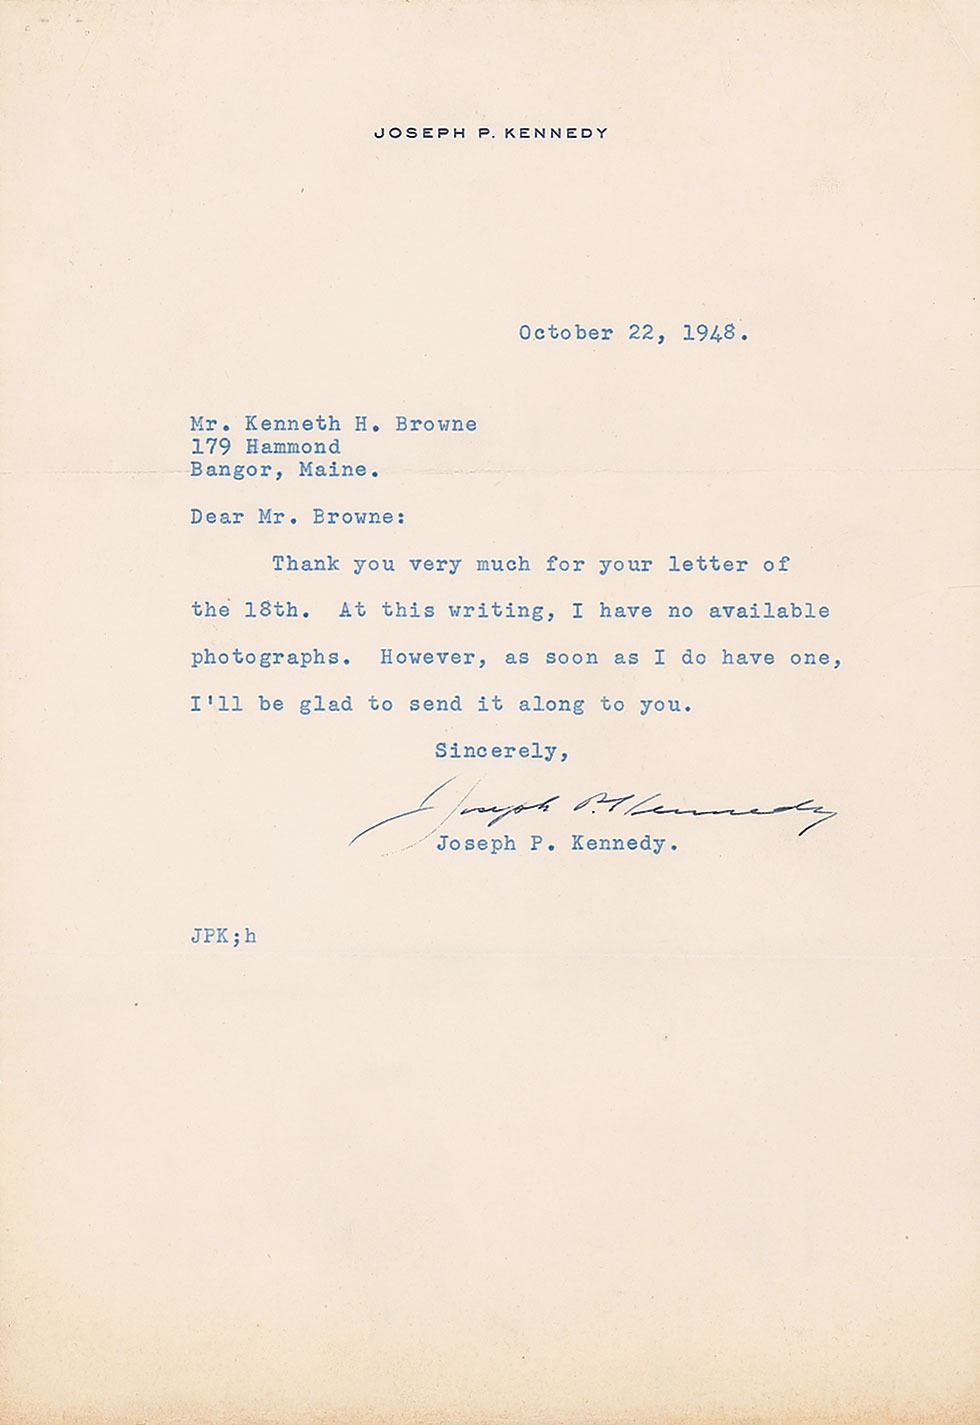 JOSEPH P. KENNEDY
October 22, 1948.
Mr. Kenneth H. Browne
179 Hammond
Bangor, Maine.
Dear Mr. Browne:
Thank you very much for your letter of
the 18th. At this writing, I have no available
photographs. However, as soon as I do have one,
I'll be glad to send it along to you.
Sincerely,
Joseph P. Kennedy
Joseph P. Kennedy.
JPK;h